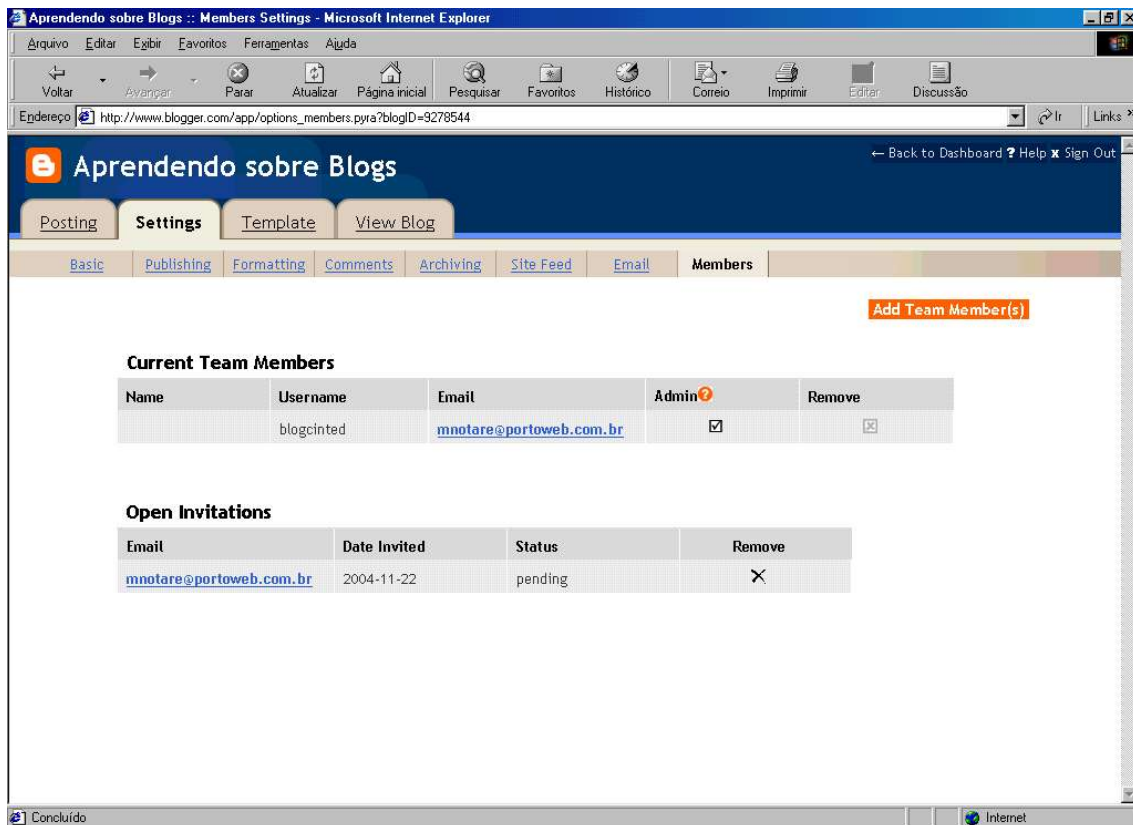 Aprendendo sobre Blogs :: Members Settings - Microsoft Internet Explorer
Arquivo Editar Exibir Favoritos Ferramentas Ajuda
Voltar Avançar Parar Atualizar Página inicial Pesquisar Favoritos Histórico Correio Imprimir Editar Discussão
Endereço http://www.blogger.com/app/options_members.pyra?blogID=9278544 Ir Links »
← Back to Dashboard ? Help x Sign Out
Aprendendo sobre Blogs
Posting Settings Template View Blog
Basic Publishing Formatting Comments Archiving Site Feed Email Members
Add Team Member(s)
Current Team Members
Name Username Email Admin? Remove
blogcinted mnotare@portoweb.com.br
Open Invitations
Email Date Invited Status Remove
mnotare@portoweb.com.br 2004-11-22 pending
Concluído Internet